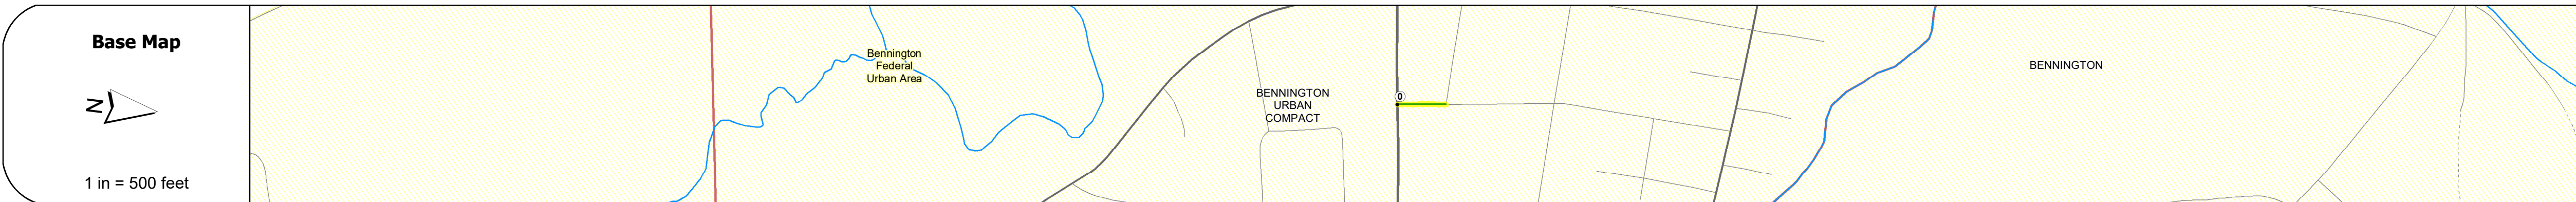 Base Map
N
1 in = 500 feet
Bennington
Federal
Urban Area
BENNINGTON
URBAN
COMPACT
0
BENNINGTON